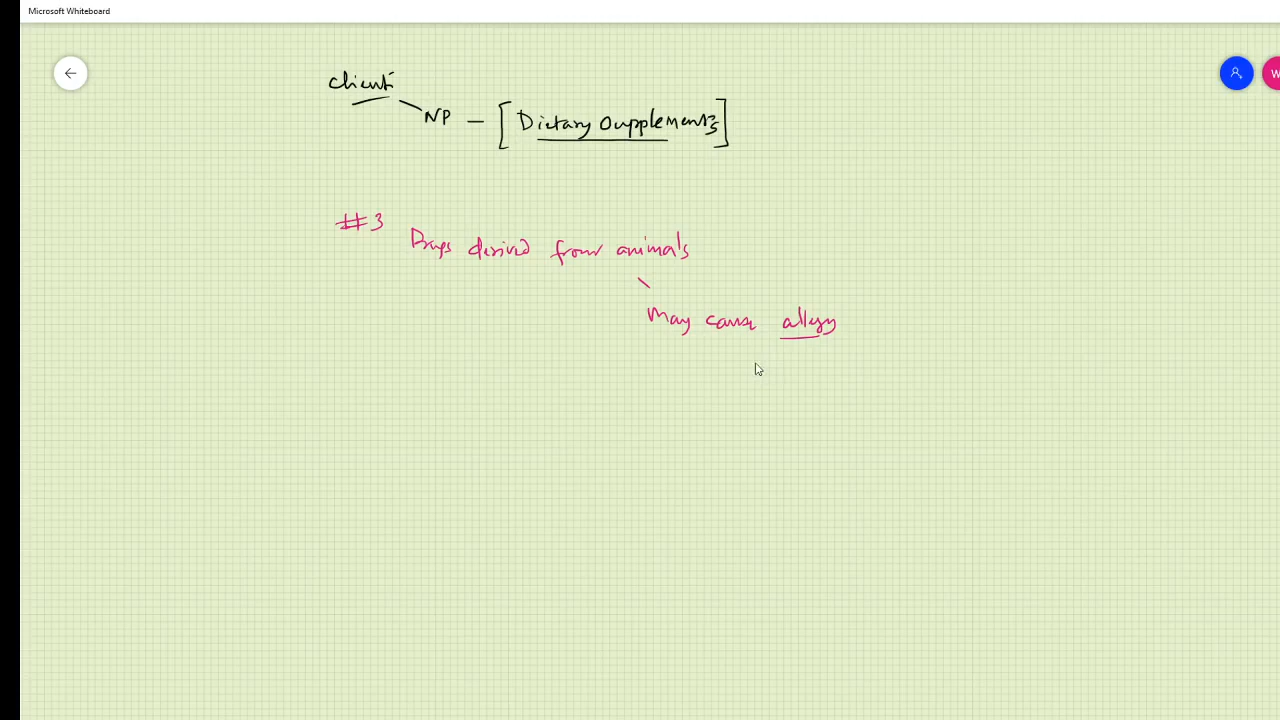 Microsoft Whiteboard
client
NP - [Dietary Supplements]
#3
Drugs derived from animals
May cause allergy
W